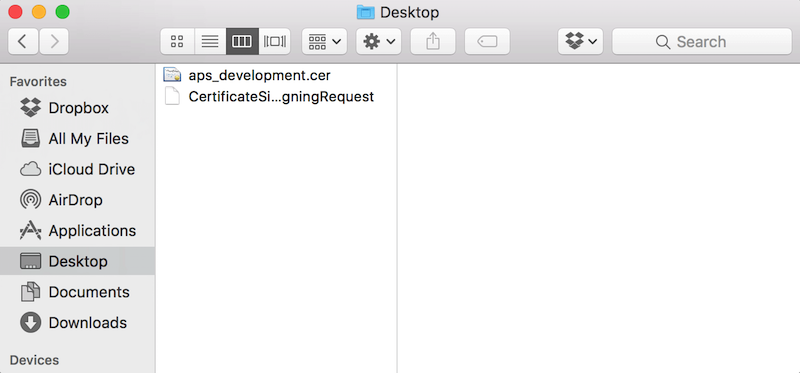 Desktop
Search
Favorites
Dropbox
All My Files
iCloud Drive
AirDrop
Applications
Desktop
Documents
Downloads
Devices
aps_development.cer
CertificateSi...gningRequest